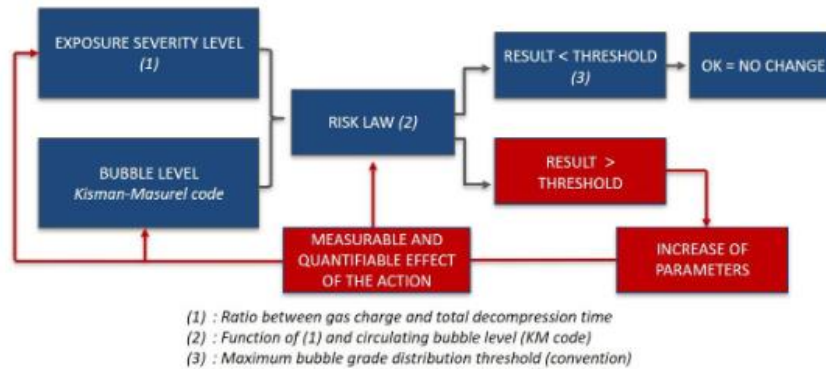 EXPOSURE SEVERITY LEVEL
(1)
BUBBLE LEVEL
Kisman-Masurel code
RISK LAW (2)
RESULT < THRESHOLD
(3)
OK = NO CHANGE
RESULT >
THRESHOLD
MEASURABLE AND
QUANTIFIABLE EFFECT
OF THE ACTION
INCREASE OF
PARAMETERS
(1) : Ratio between gas charge and total decompression time
(2) : Function of (1) and circulating bubble level (KM code)
(3) : Maximum bubble grade distribution threshold (convention)